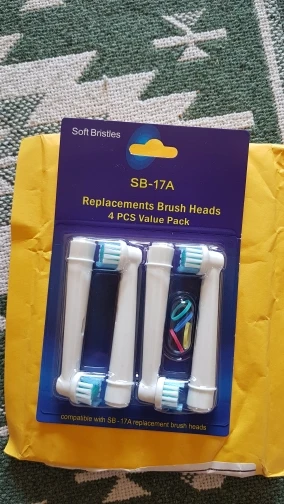 Soft Bristles
SB-17A
Replacements Brush Heads
4 PCS Value Pack
compatible with SB -17A replacement brush heads